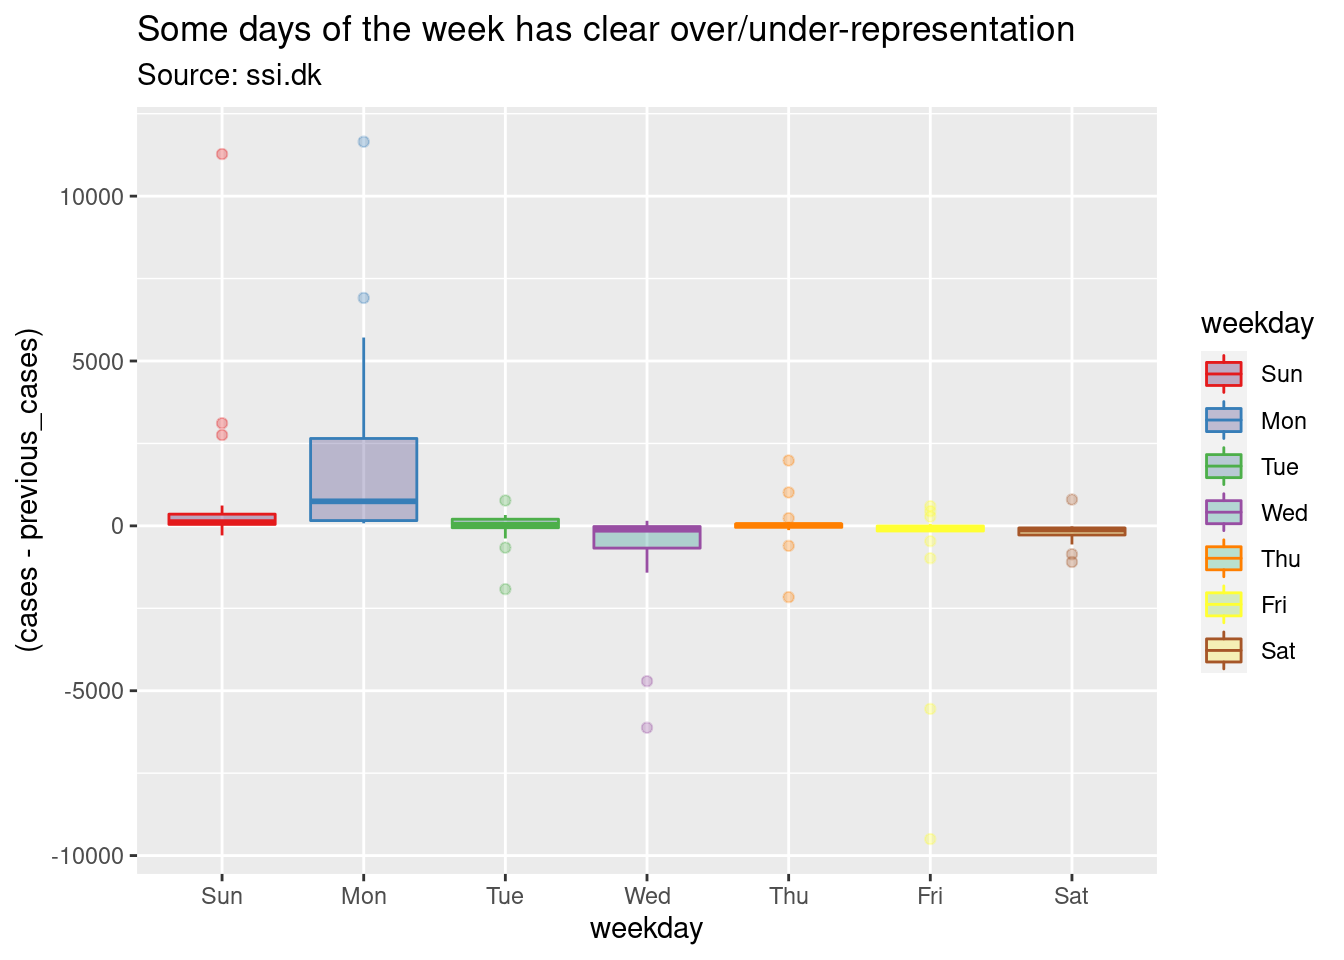 Some days of the week has clear over/under-representation
Source: ssi.dk
(cases - previous_cases)
10000
5000
0
-5000
-10000
Sun Mon Tue Wed Thu Fri Sat
weekday
weekday
Sun
Mon
Tue
Wed
Thu
Fri
Sat